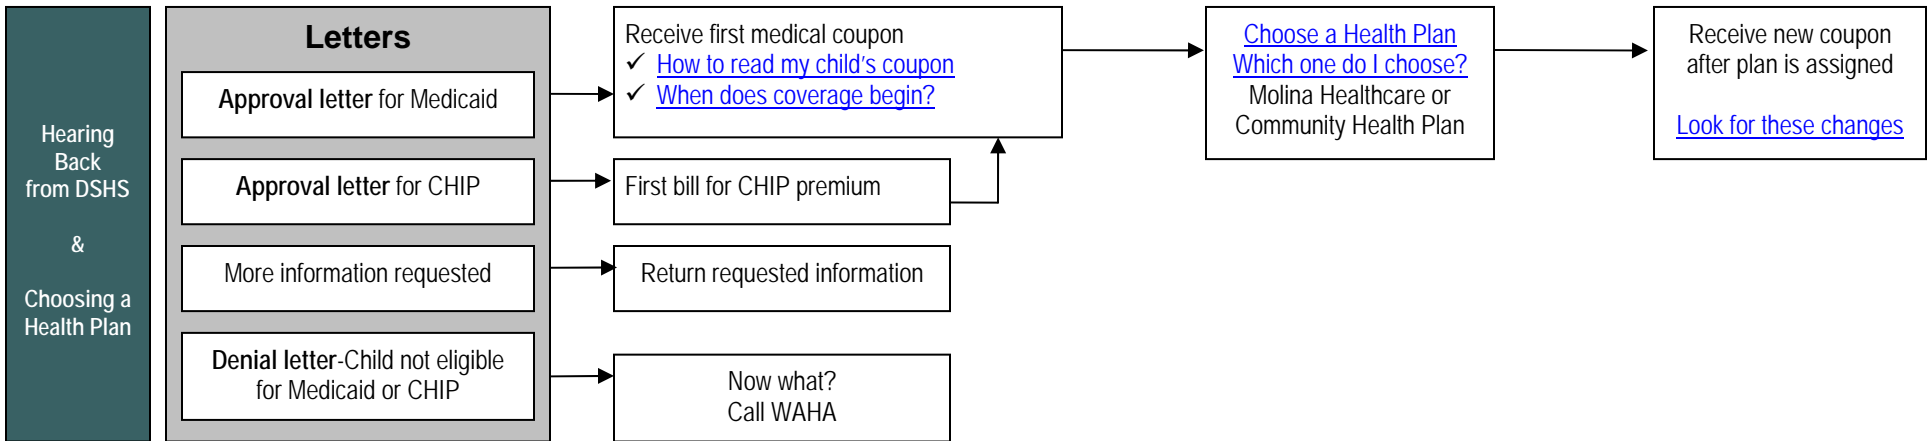 Hearing
Back
from DSHS
&
Choosing a
Health Plan
Letters
Approval letter for Medicaid
Approval letter for CHIP
More information requested
Denial letter-Child not eligible
for Medicaid or CHIP
Receive first medical coupon
✓ How to read my child's coupon
✓ When does coverage begin?
First bill for CHIP premium
Return requested information
Now what?
Call WAHA
Choose a Health Plan
Which one do I choose?
Molina Healthcare or
Community Health Plan
Receive new coupon
after plan is assigned
Look for these changes